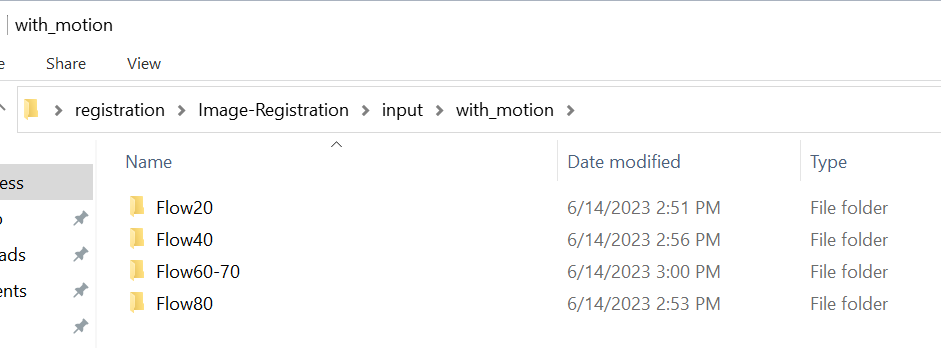 with_motion
Share View
registration Image-Registration input with_motion
Name Date modified Type
Flow20 6/14/2023 2:51 PM File folder
Flow40 6/14/2023 2:56 PM File folder
Flow60-70 6/14/2023 3:00 PM File folder
Flow80 6/14/2023 2:53 PM File folder
ess
ads
ents